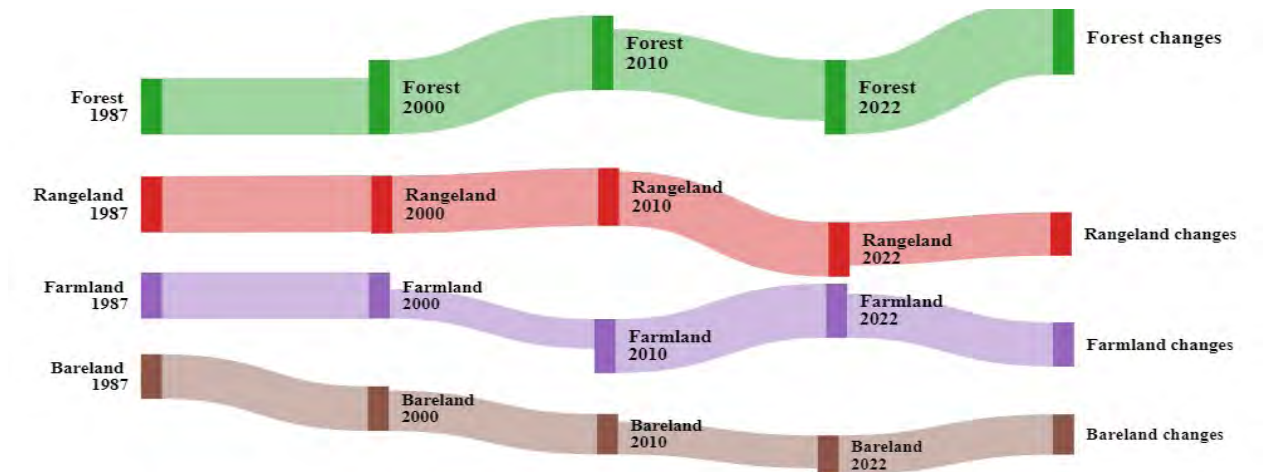 Forest
1987
Forest
2000
Forest
2010
Forest
2022
Forest changes
Rangeland
1987
Rangeland
2000
Rangeland
2010
Rangeland
2022
Rangeland changes
Farmland
1987
Farmland
2000
Farmland
2010
Farmland
2022
Farmland changes
Bareland
1987
Bareland
2000
Bareland
2010
Bareland
2022
Bareland changes